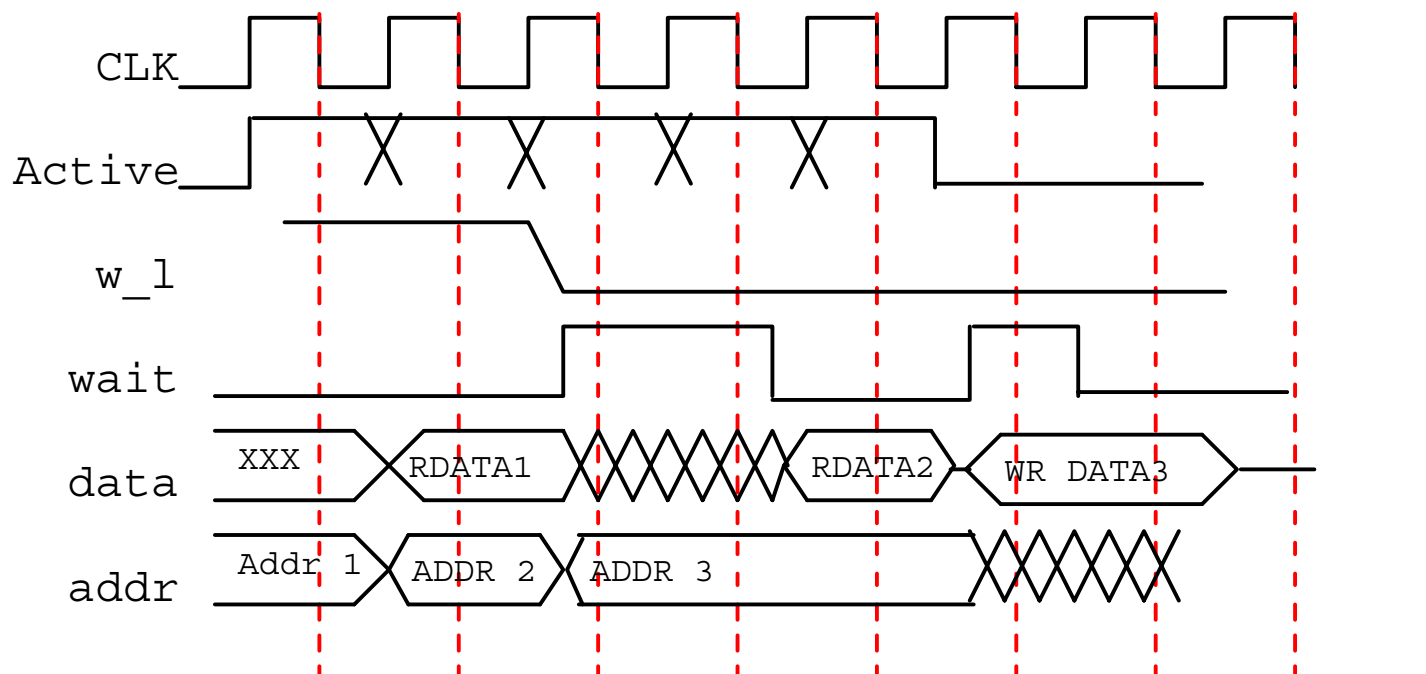 CLK
Active
w_l
wait
XXX RDATA1 RDATA2 WR DATA3
data
Addr 1 ADDR 2 ADDR 3
addr